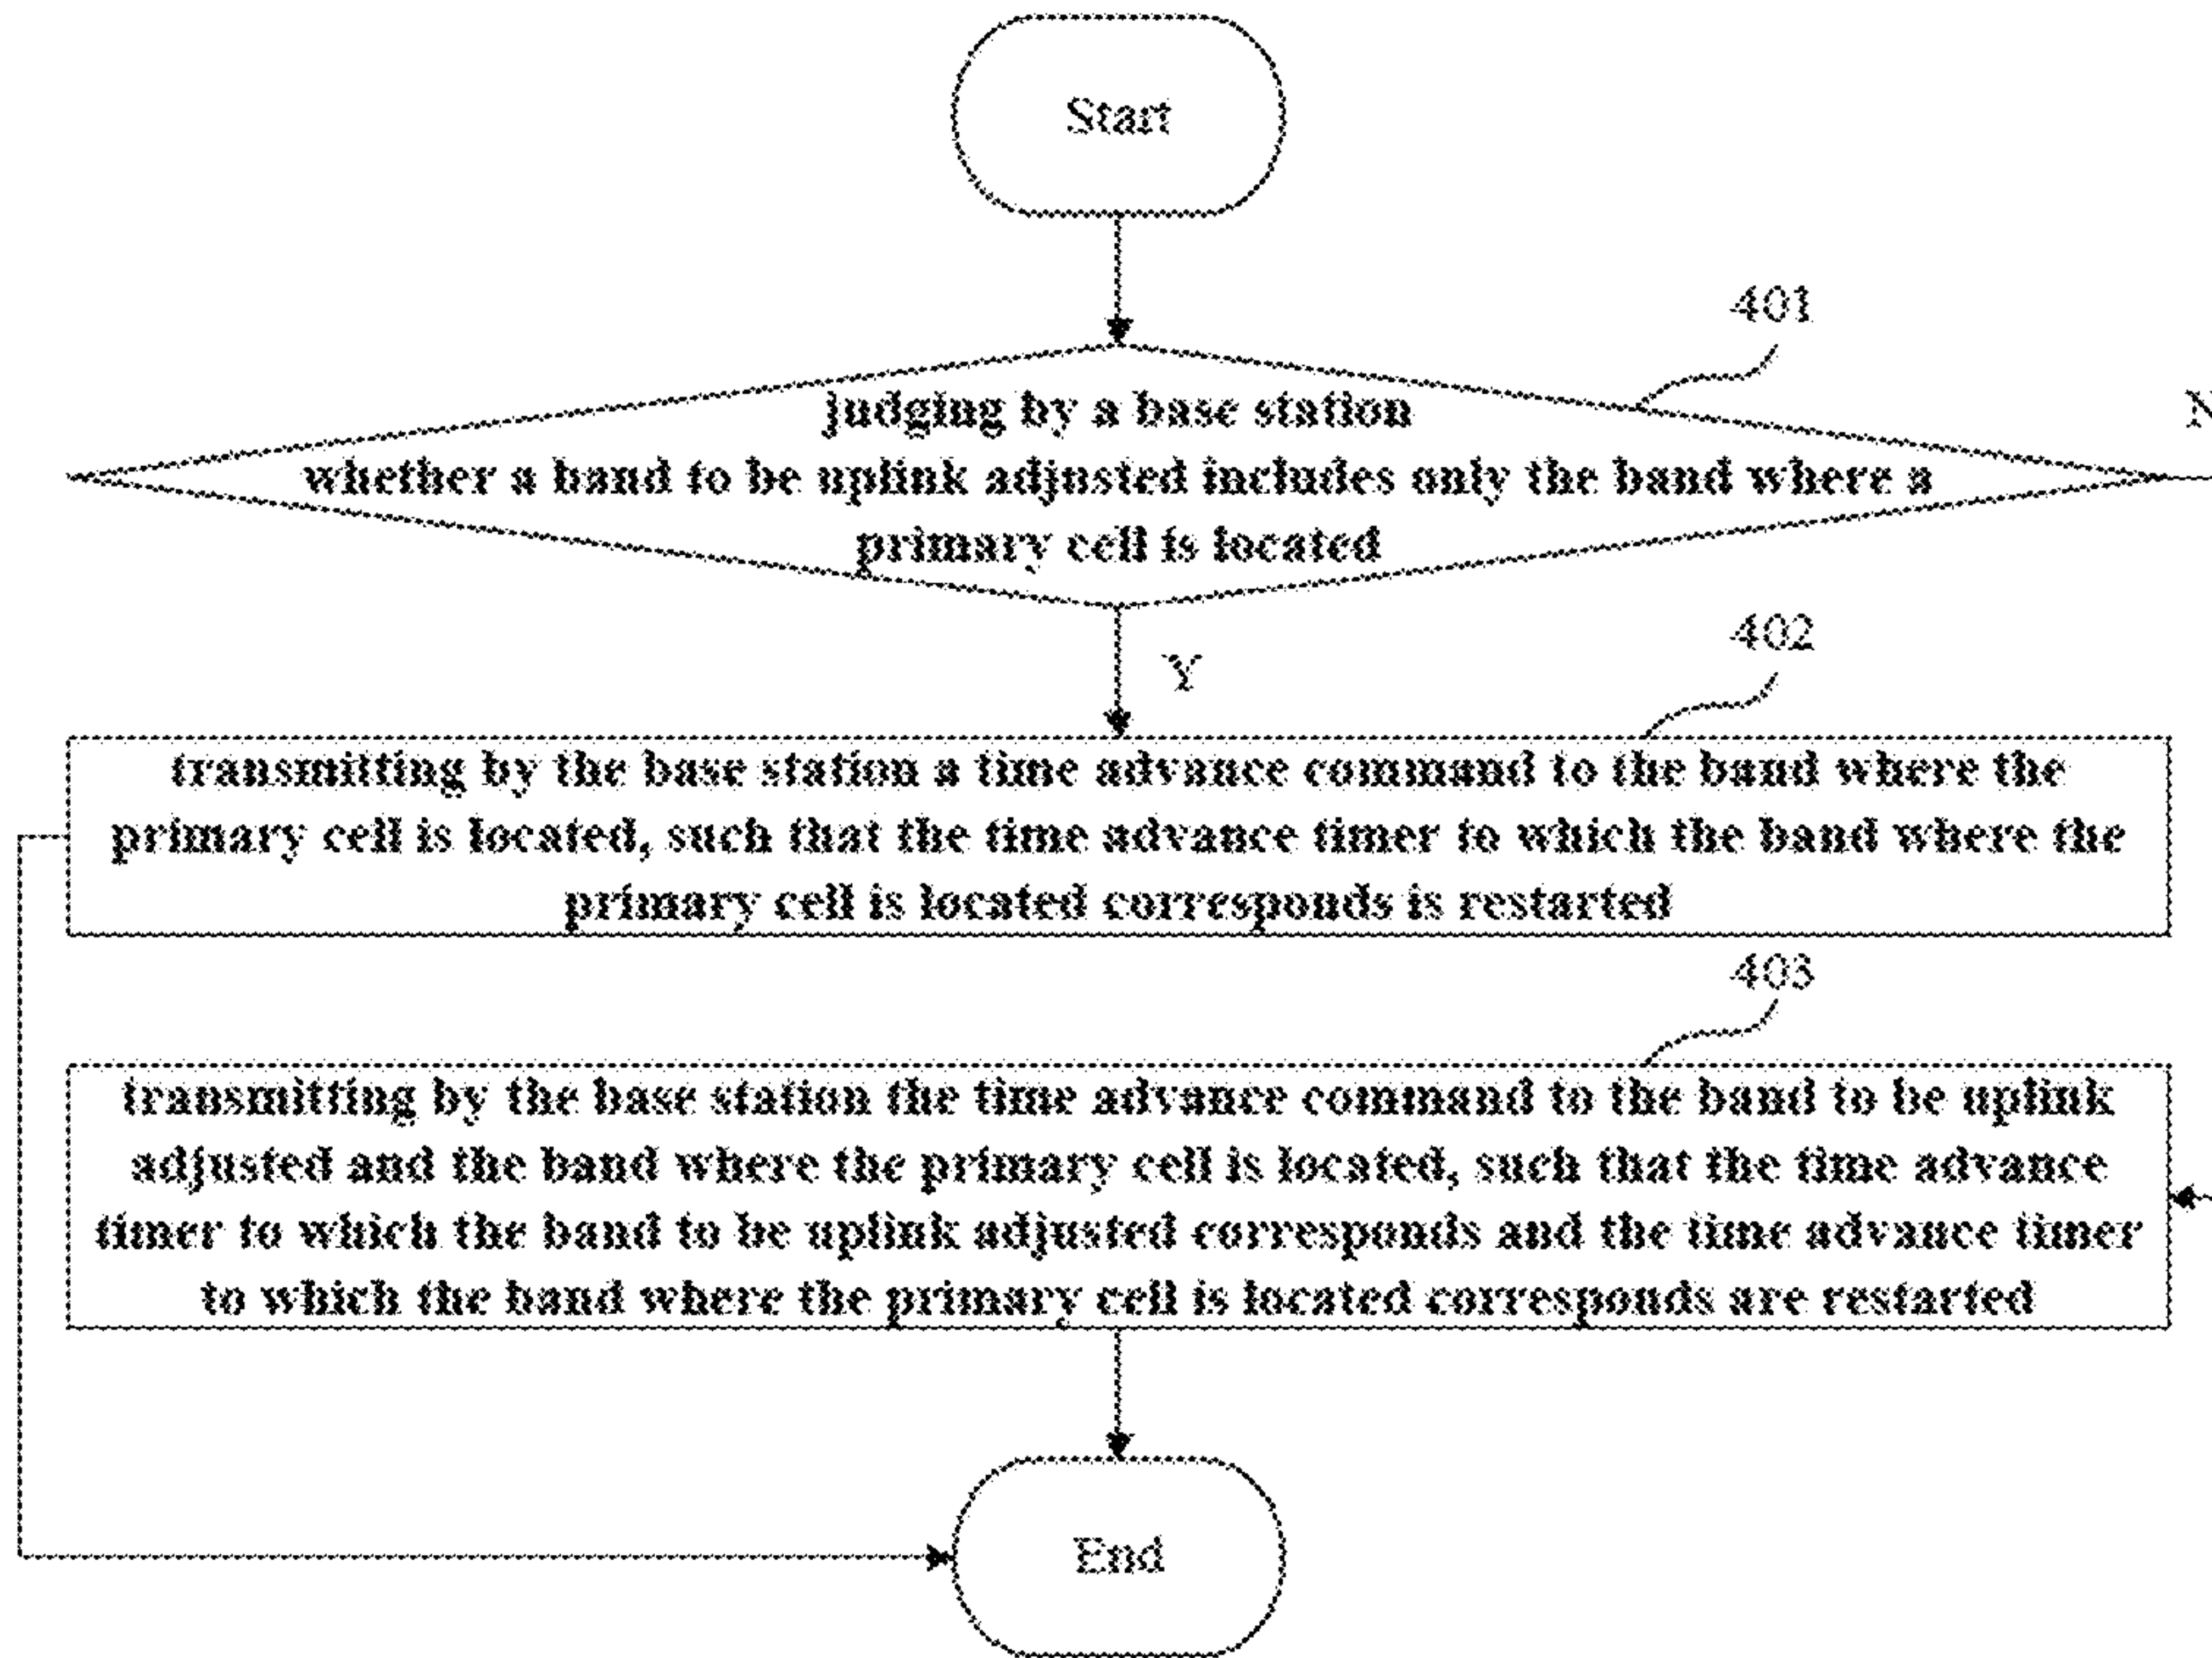 Start
401
judging by a base station
N
whether a band to be uplink adjusted includes only the band where a
primary cell is located
402
Y
transmitting by the base station a time advance command to the band where the
primary cell is located, such that the time advance timer to which the band where the
primary cell is located corresponds is restarted
403
transmitting by the base station the time advance command to the band to be uplink
adjusted and the band where the primary cell is located, such that the time advance
timer to which the band to be uplink adjusted corresponds and the time advance timer
to which the band where the primary cell is located corresponds are restarted
End